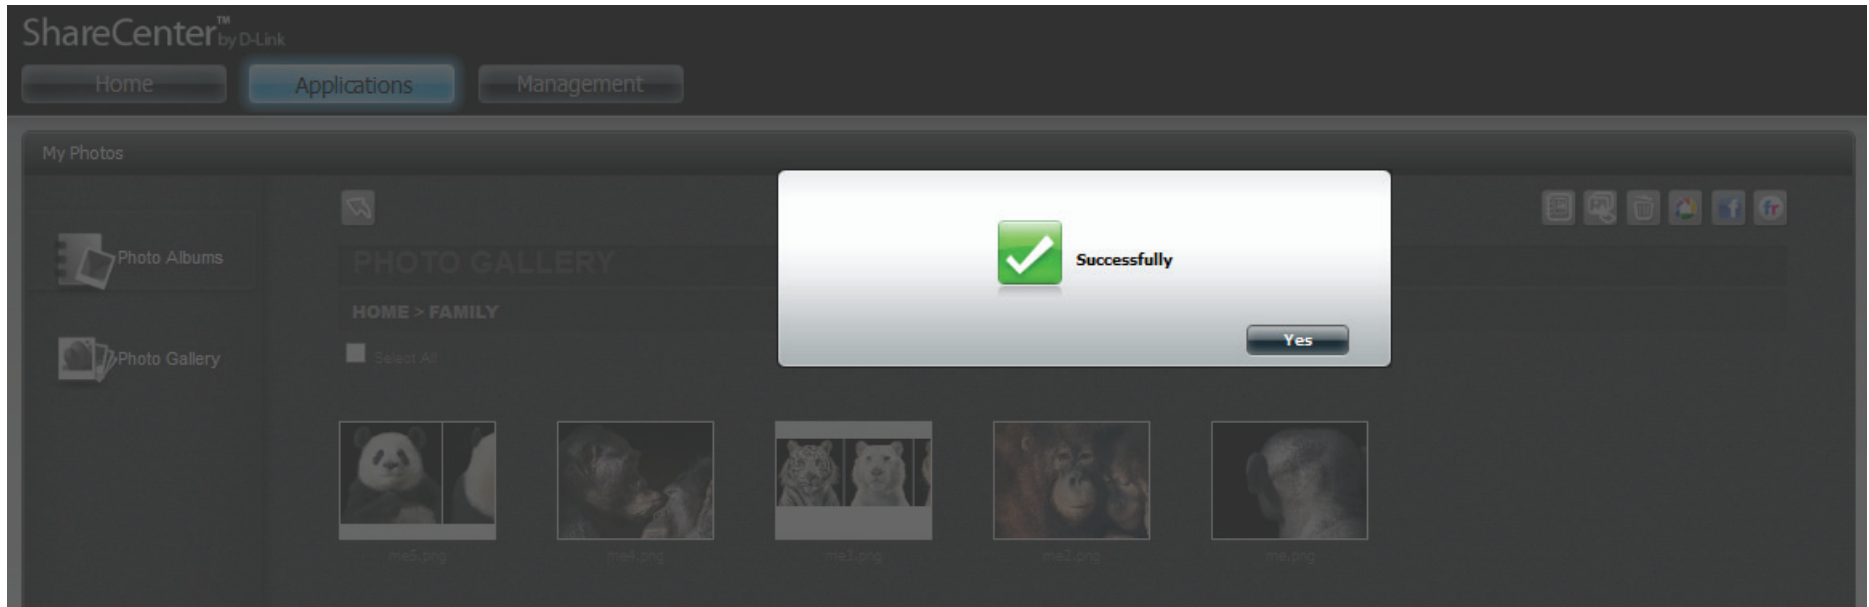 ShareCenter™ by D-Link
Home Applications Management
My Photos
Photo Albums
PHOTO GALLERY
Successfully
HOME > FAMILY
Yes
Photo Gallery
Select All
me5.png me4.png me3.png me2.png me.png